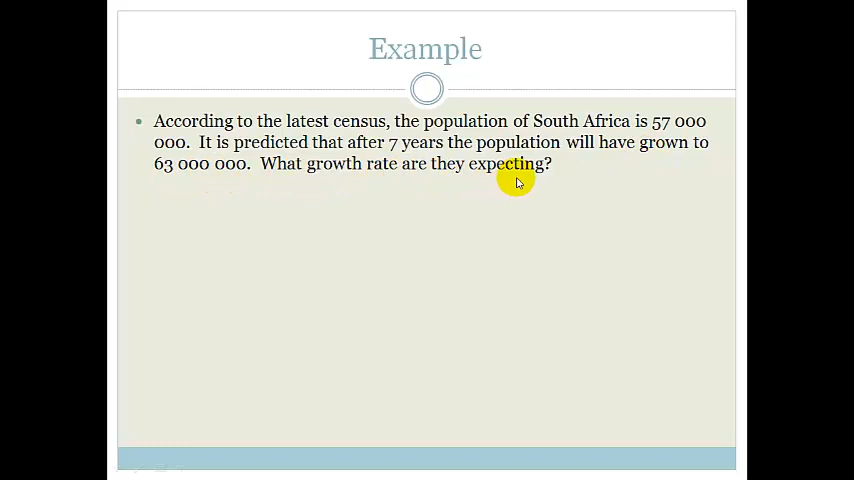 Example
According to the latest census, the population of South Africa is 57 000
000. It is predicted that after 7 years the population will have grown to
63 000 000. What growth rate are they expecting?